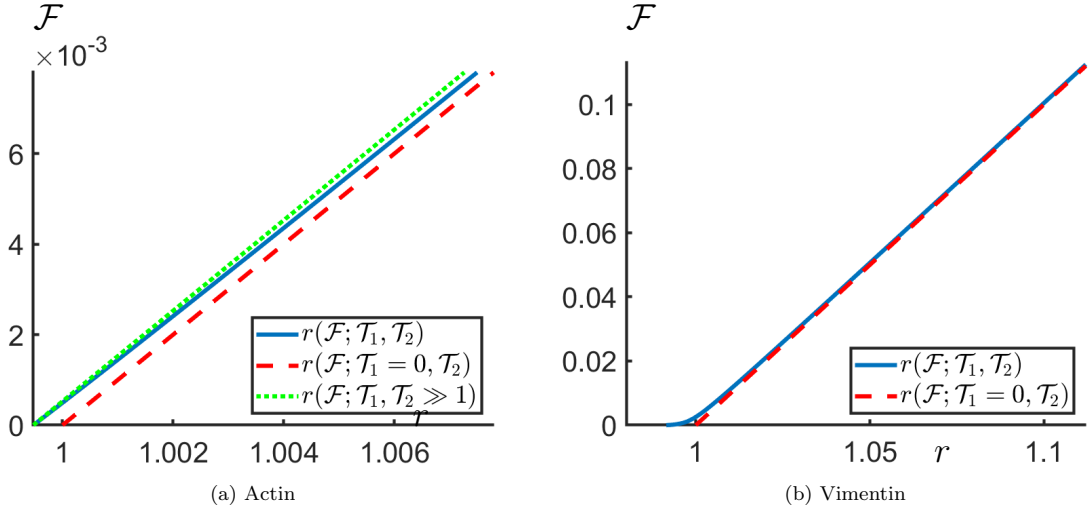 𝓕
×10⁻³
6
4
2
0
1
1.002
1.004
1.006
r(𝓕; 𝒯₁, 𝒯₂)
r(𝓕; 𝒯₁ = 0, 𝒯₂)
r(𝓕; 𝒯₁, 𝒯₂ ≫ 1)
r
(a) Actin
𝓕
0.1
0.08
0.06
0.04
0.02
0
1
1.05
r
1.1
r(𝓕; 𝒯₁, 𝒯₂)
r(𝓕; 𝒯₁ = 0, 𝒯₂)
(b) Vimentin